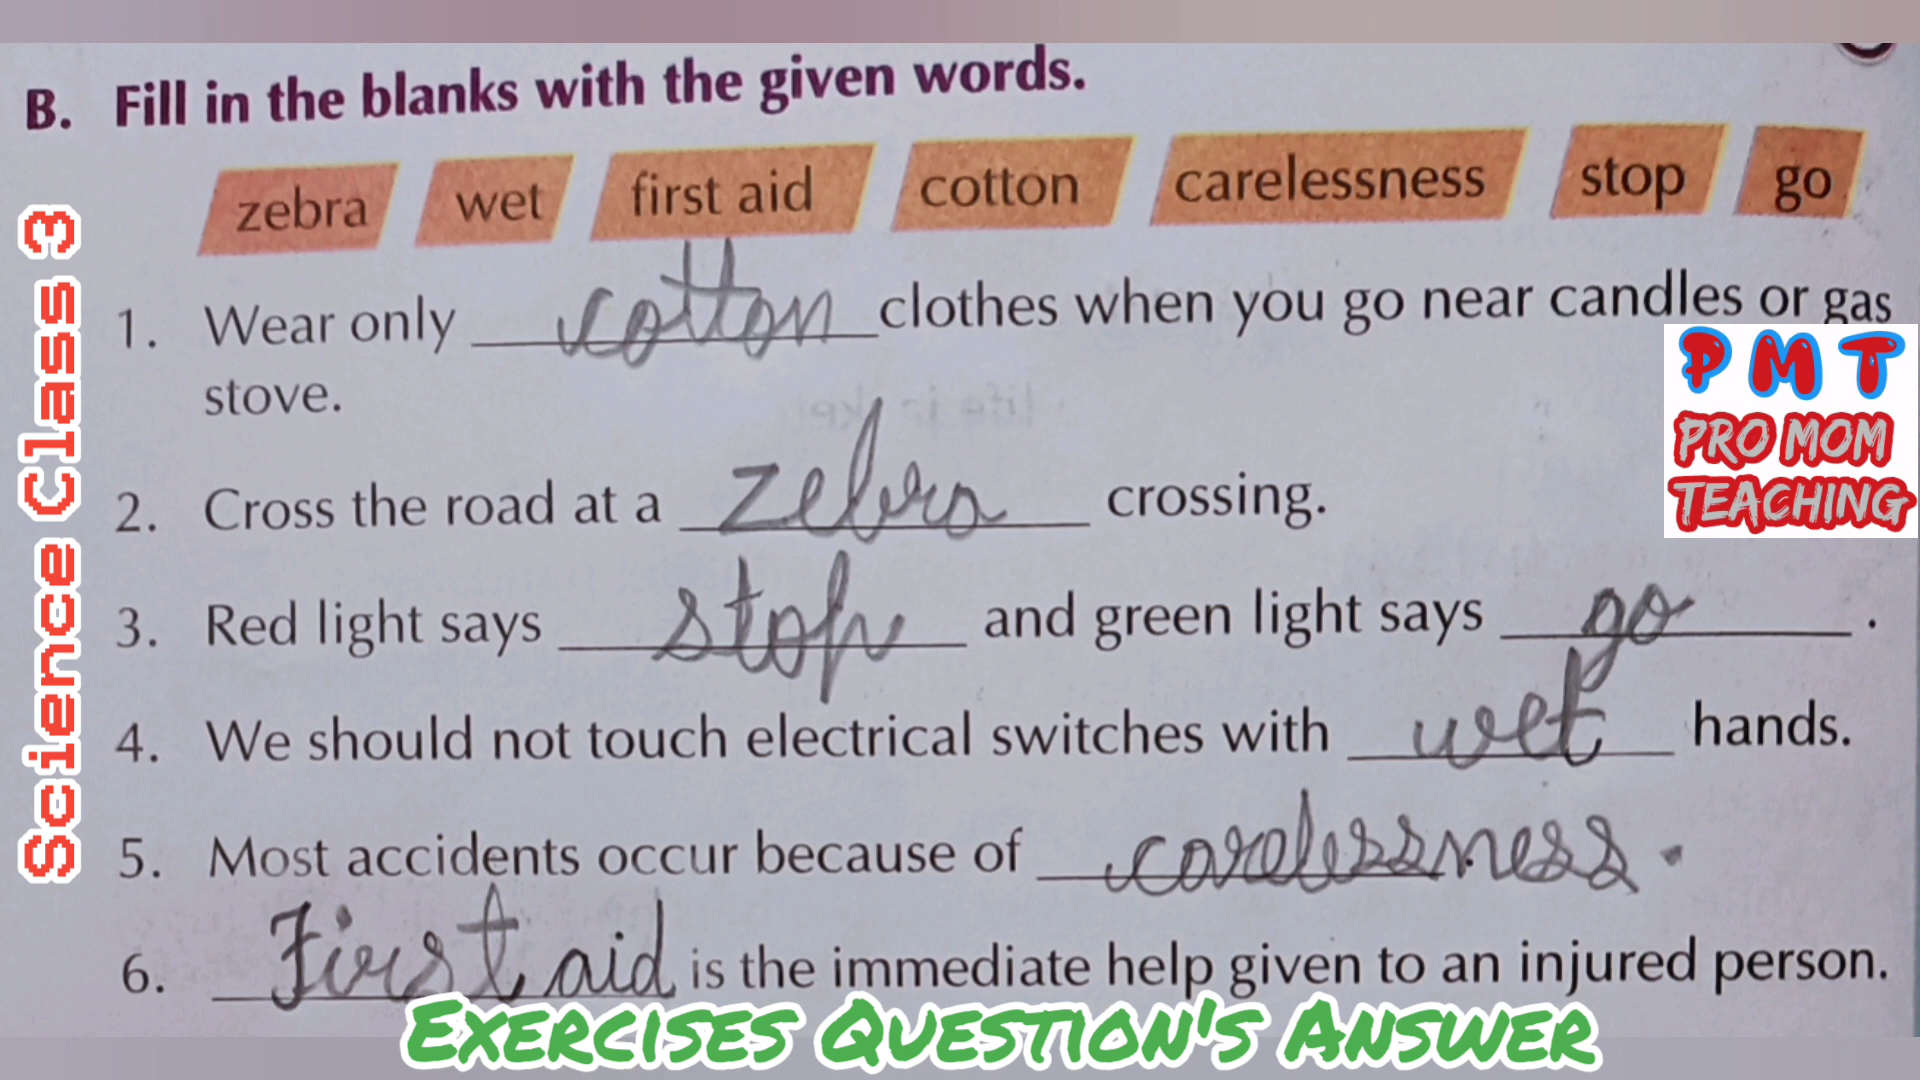 B. Fill in the blanks with the given words.
zebra wet first aid cotton carelessness stop go
1. Wear only cotton clothes when you go near candles or gas
stove.
2. Cross the road at a zebra crossing.
3. Red light says stop and green light says go .
4. We should not touch electrical switches with wet hands.
5. Most accidents occur because of carelessness.
6. First aid is the immediate help given to an injured person.
Science Class 3
PMT
PRO MOM
TEACHING
EXERCISES QUESTION'S ANSWER